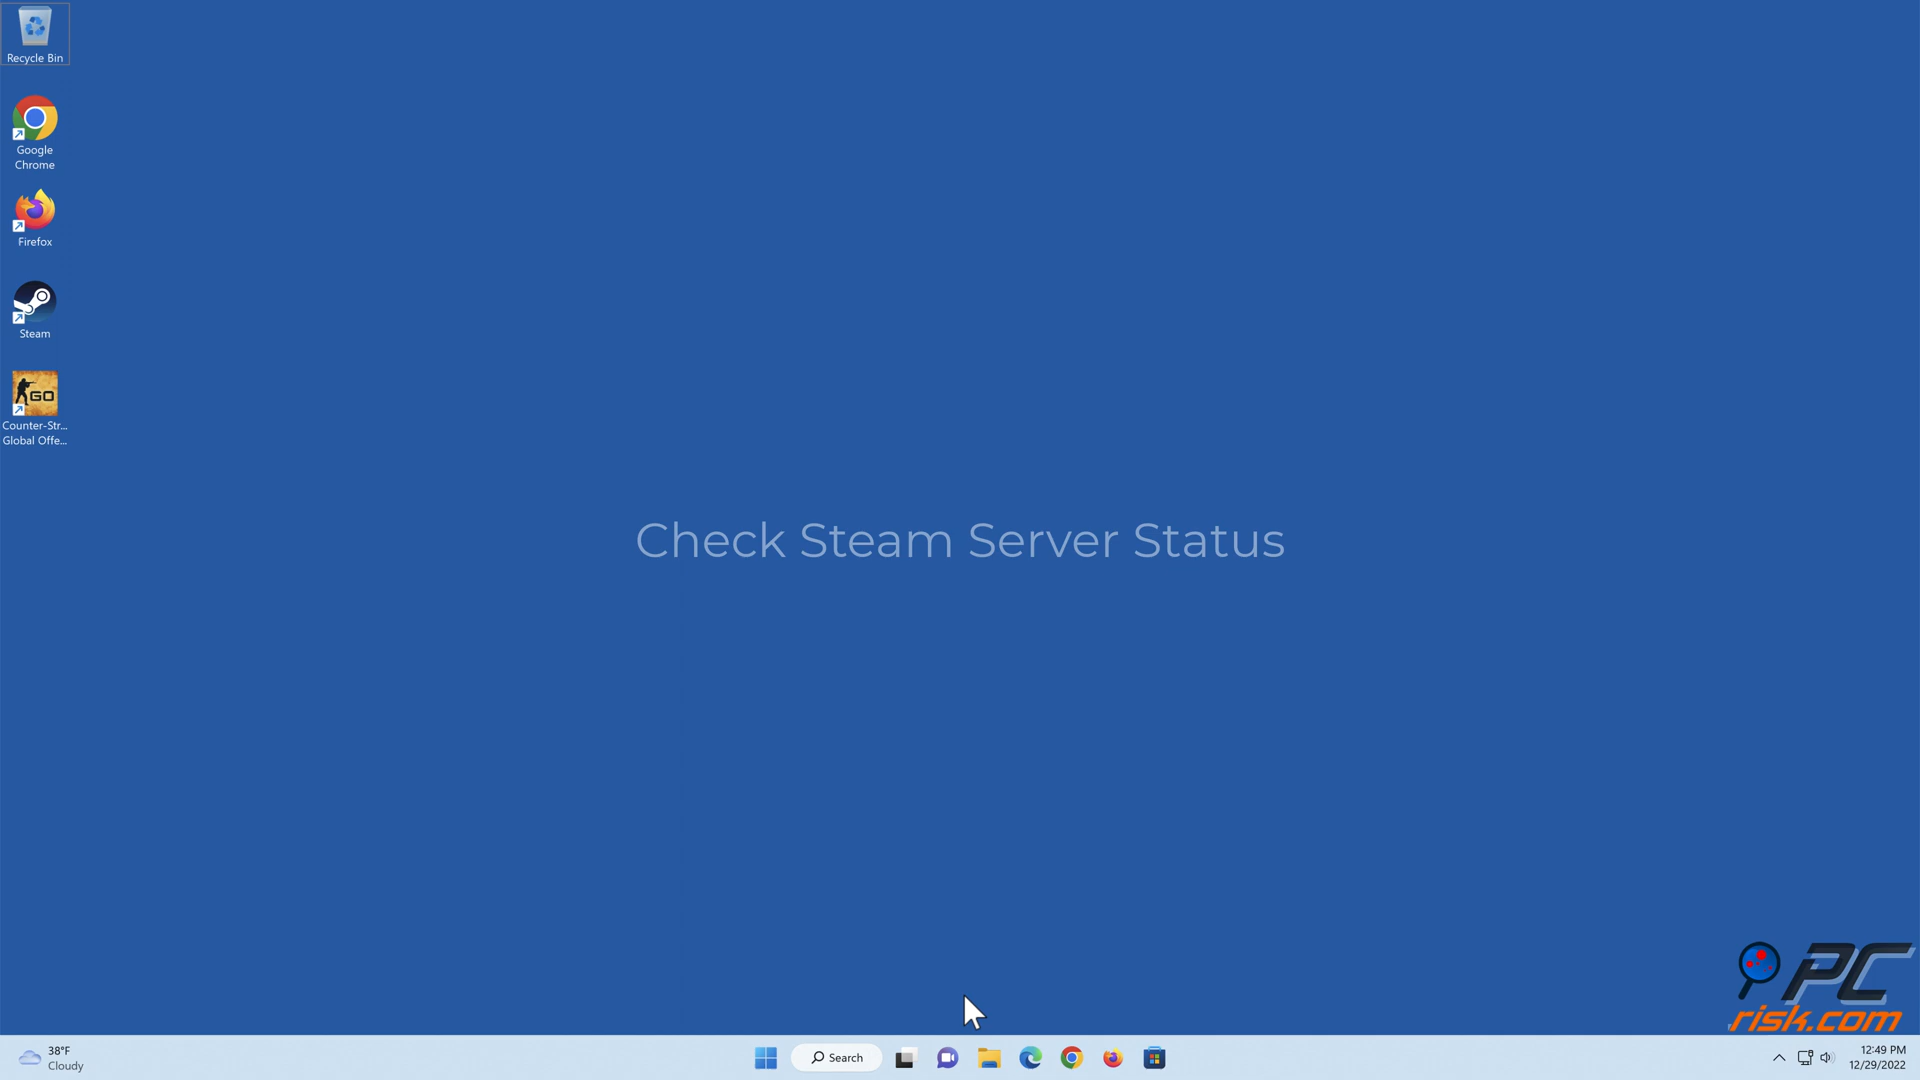 Recycle Bin
Google
Chrome
Firefox
Steam
GO
Counter-Str...
Global Offe...
Check Steam Server Status
PC
risk.com
38°F
Cloudy
Search
12:49 PM
12/29/2022